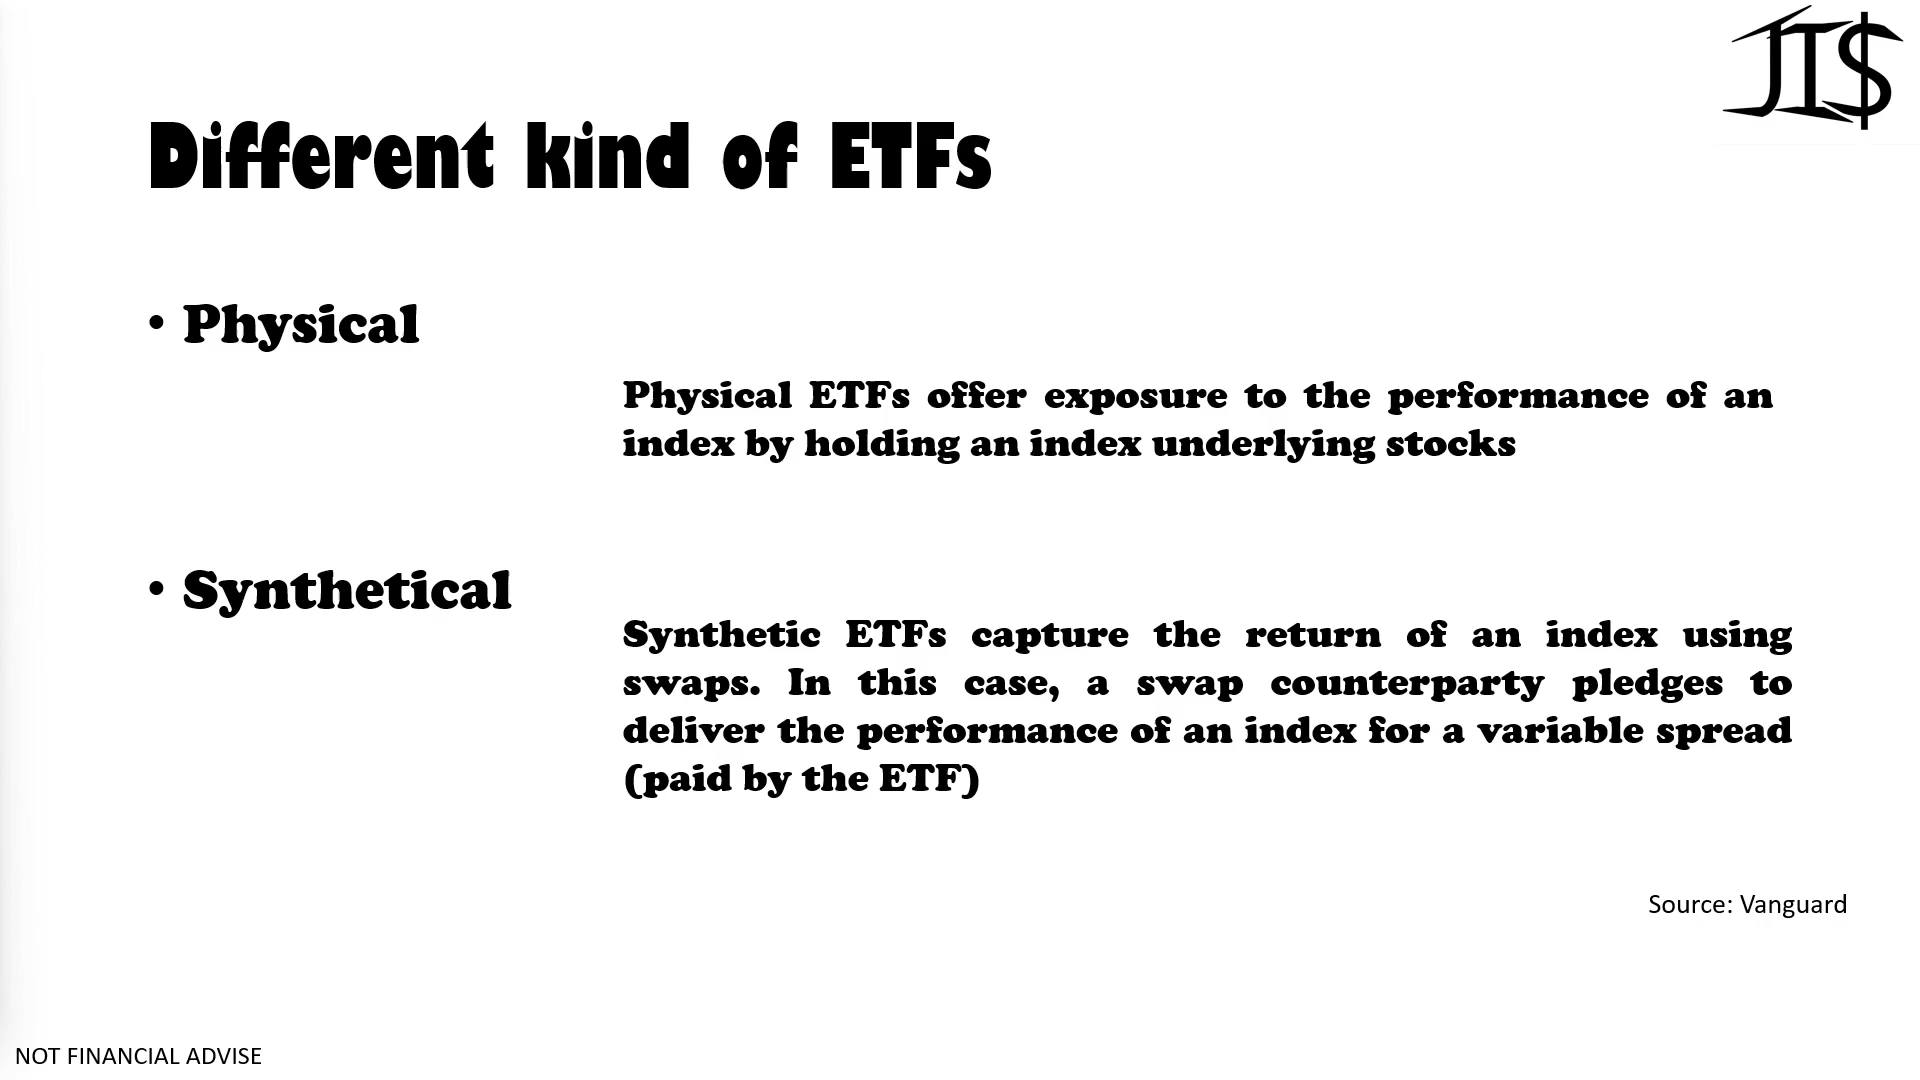 JI$
Different kind of ETFs
• Physical
Physical ETFs offer exposure to the performance of an
index by holding an index underlying stocks
• Synthetical
Synthetic ETFs capture the return of an index using
swaps. In this case, a swap counterparty pledges to
deliver the performance of an index for a variable spread
(paid by the ETF)
Source: Vanguard
NOT FINANCIAL ADVISE